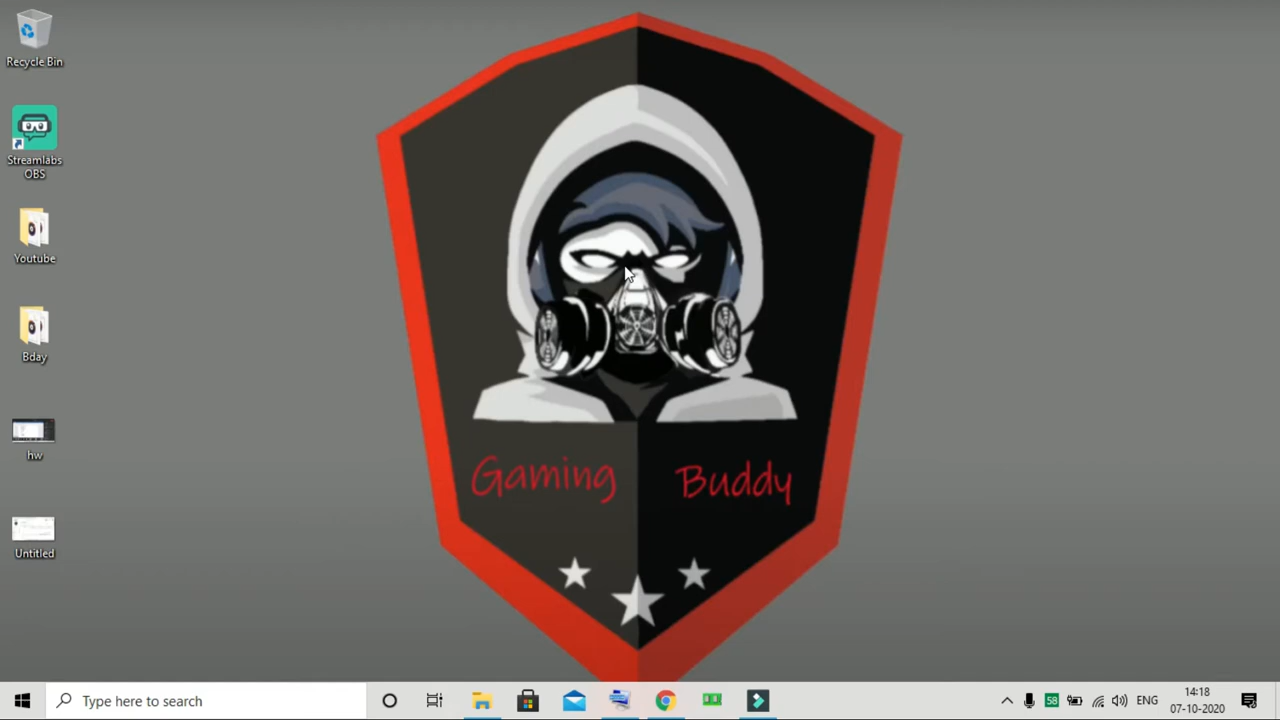 Recycle Bin
Streamlabs
OBS
Youtube
Bday
hw
Untitled
Gaming Buddy
Type here to search
58
ENG
14:18
07-10-2020